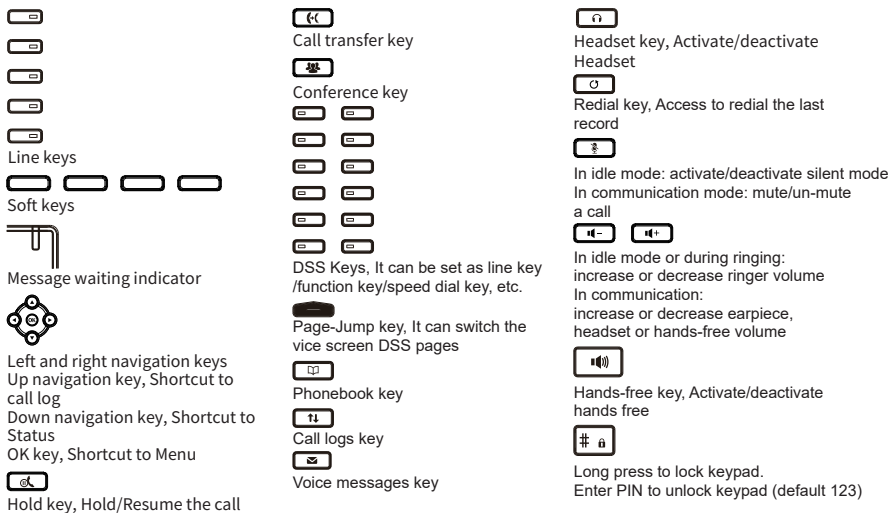 Line keys
Soft keys
Message waiting indicator
OK
Left and right navigation keys
Up navigation key, Shortcut to
call log
Down navigation key, Shortcut to
Status
OK key, Shortcut to Menu
Hold key, Hold/Resume the call
Call transfer key
Conference key
DSS Keys, It can be set as line key
/function key/speed dial key, etc.
Page-Jump key, It can switch the
vice screen DSS pages
Phonebook key
Call logs key
Voice messages key
Headset key, Activate/deactivate
Headset
Redial key, Access to redial the last
record
In idle mode: activate/deactivate silent mode
In communication mode: mute/un-mute
a call
In idle mode or during ringing:
increase or decrease ringer volume
In communication:
increase or decrease earpiece,
headset or hands-free volume
Hands-free key, Activate/deactivate
hands free
#
Long press to lock keypad.
Enter PIN to unlock keypad (default 123)